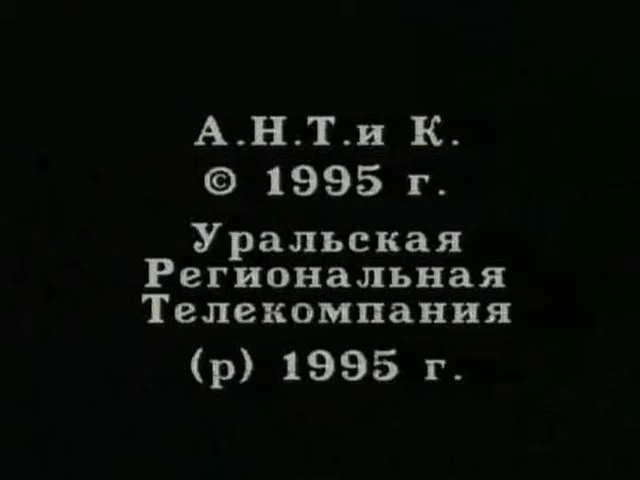 А.Н.Т.и К.
© 1995 г.
Уральская
Региональная
Телекомпания
(р) 1995 г.